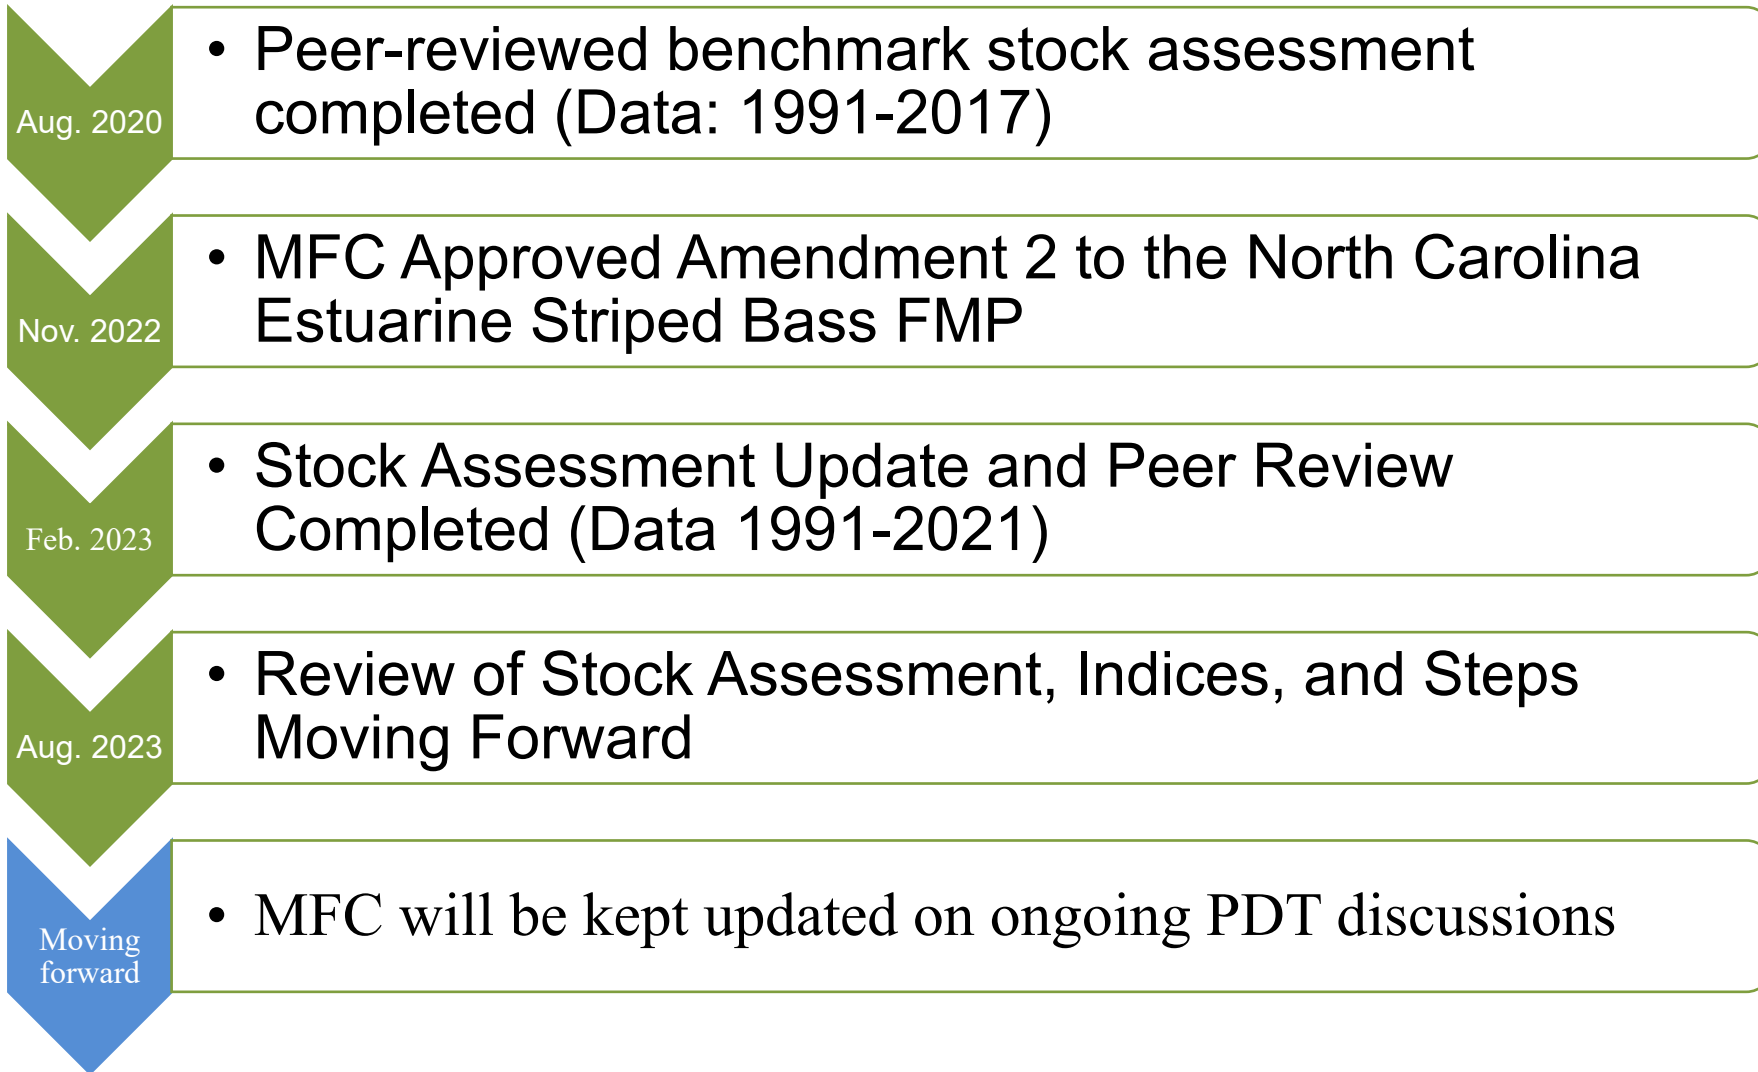 Aug. 2020
• Peer-reviewed benchmark stock assessment
completed (Data: 1991-2017)
Nov. 2022
• MFC Approved Amendment 2 to the North Carolina
Estuarine Striped Bass FMP
Feb. 2023
• Stock Assessment Update and Peer Review
Completed (Data 1991-2021)
Aug. 2023
• Review of Stock Assessment, Indices, and Steps
Moving Forward
Moving
forward
• MFC will be kept updated on ongoing PDT discussions